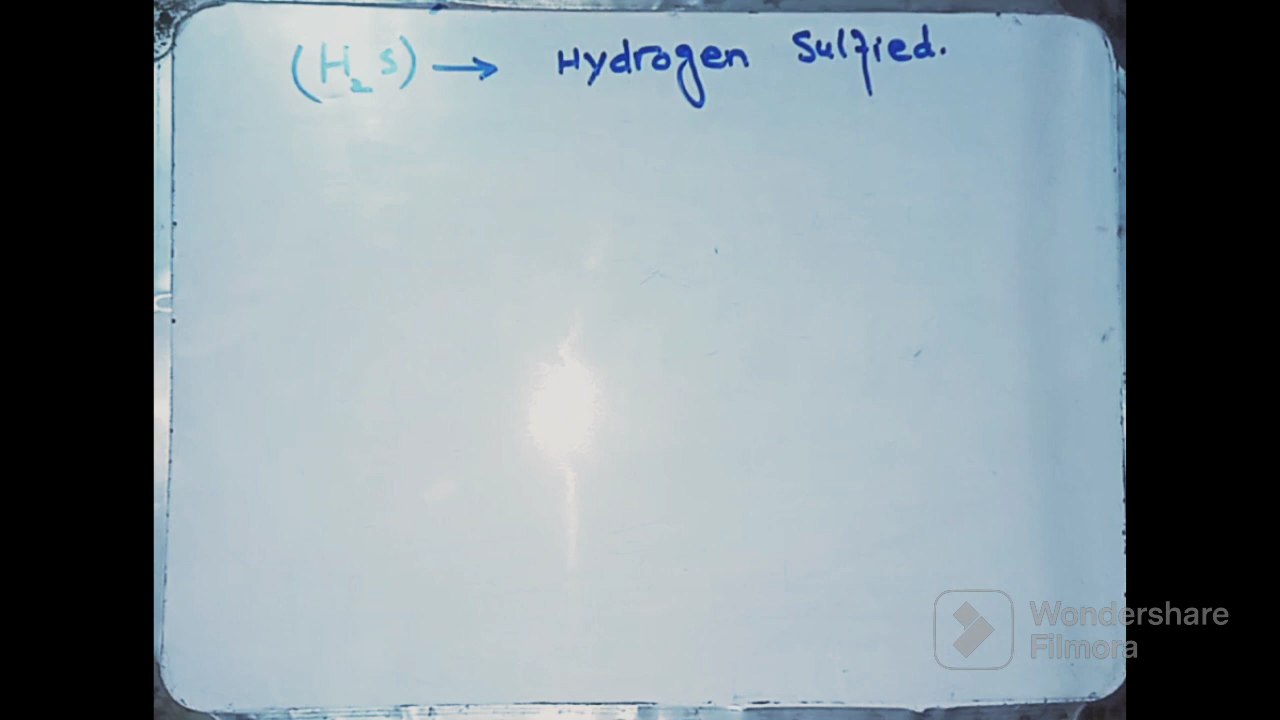 (H₂S) → Hydrogen Sulfied.
Wondershare
Filmora